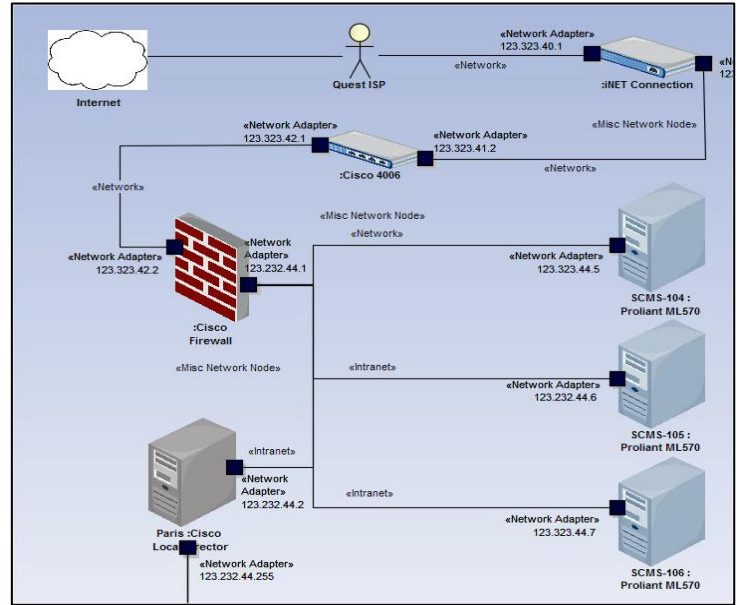 «Network Adapter»
123.323.40.1
Internet
Quest ISP
«Network»
:iNET Connection
«Misc Network Node»
«Network Adapter»
123.323.42.1
«Network Adapter»
123.323.41.2
:Cisco 4006
«Network»
«Network»
«Misc Network Node»
«Network»
«Network Adapter»
123.323.42.2
«Network
Adapter»
123.232.44.1
:Cisco
Firewall
«Network Adapter»
123.323.44.5
SCMS-104 :
Proliant ML570
«Misc Network Node»
«Intranet»
«Network Adapter»
123.232.44.6
SCMS-105 :
Proliant ML570
«Intranet»
«Network
Adapter»
123.232.44.2
Paris :Cisco
Local Director
«Intranet»
«Network Adapter»
123.323.44.7
SCMS-106 :
Proliant ML570
«Network Adapter»
123.232.44.255